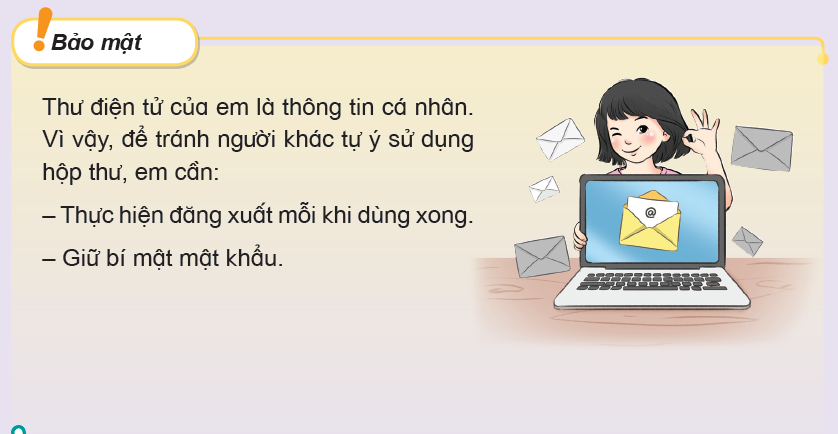 Bảo mật
Thư điện tử của em là thông tin cá nhân.
Vì vậy, để tránh người khác tự ý sử dụng
hộp thư, em cần:
– Thực hiện đăng xuất mỗi khi dùng xong.
– Giữ bí mật mật khẩu.
@